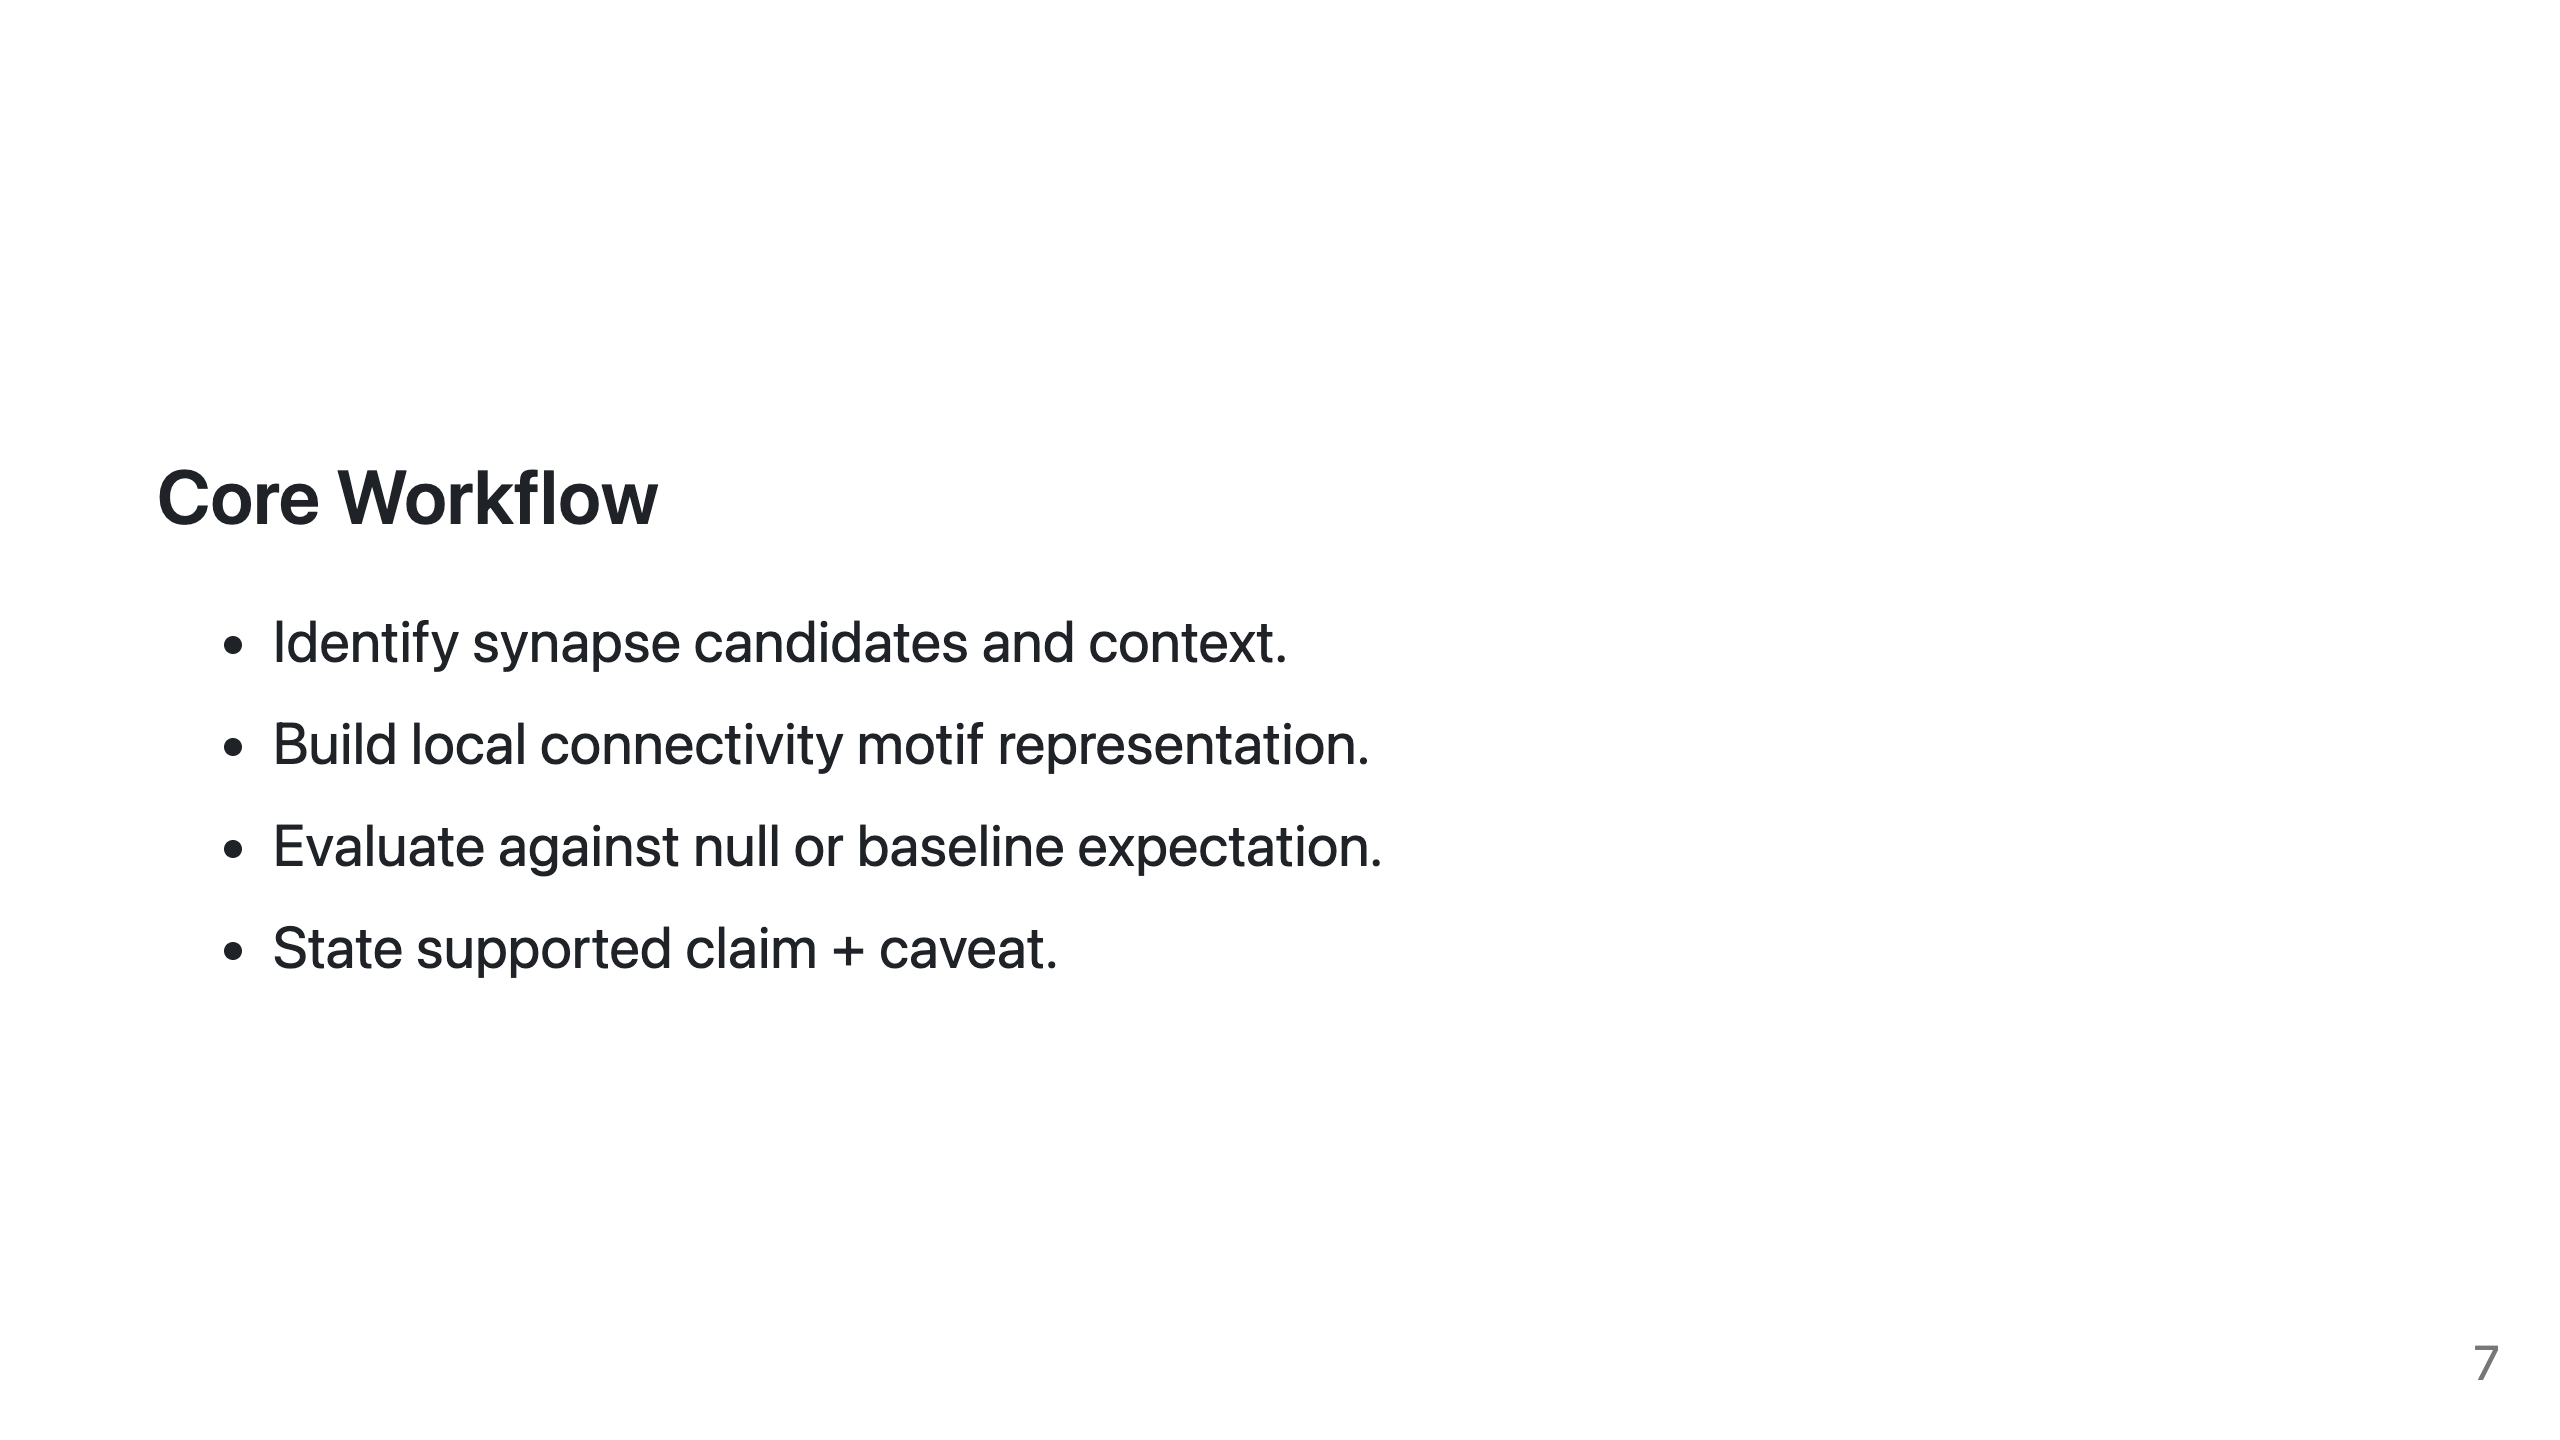 Core Workflow
• Identify synapse candidates and context.
• Build local connectivity motif representation.
• Evaluate against null or baseline expectation.
• State supported claim + caveat.
7